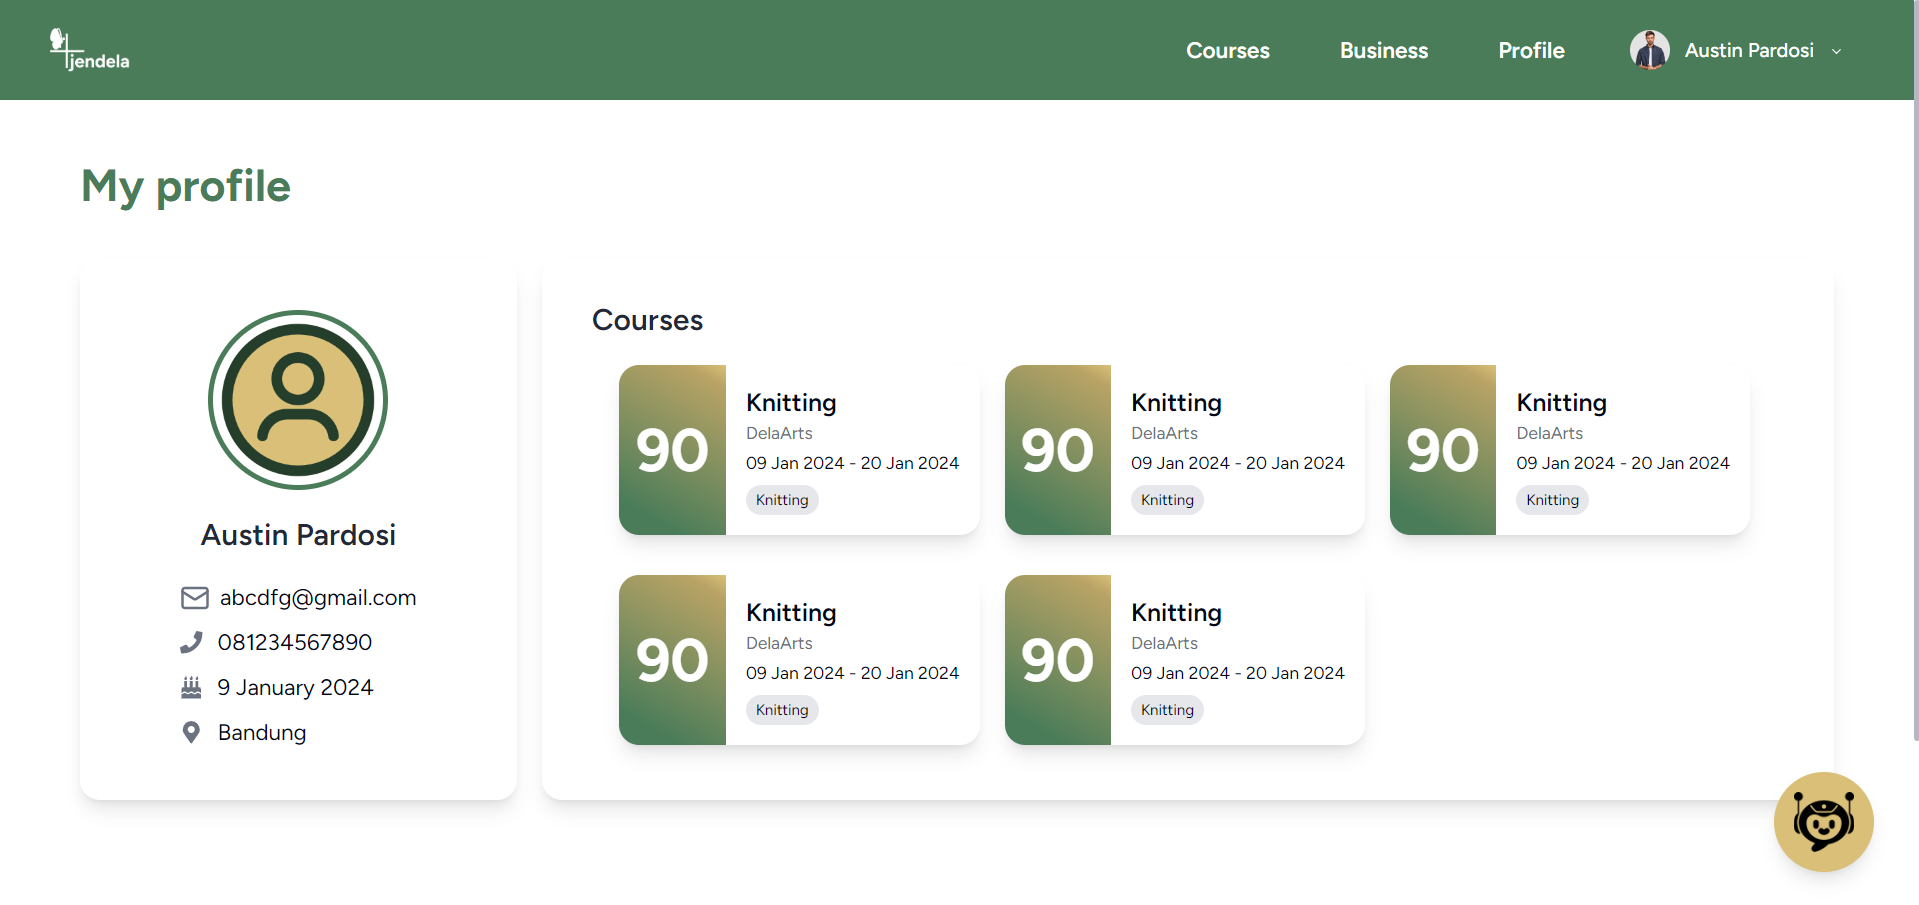 jendela
Courses
Business
Profile
Austin Pardosi
My profile
Austin Pardosi
abcdfg@gmail.com
081234567890
9 January 2024
Bandung
Courses
90
Knitting
DelaArts
09 Jan 2024 - 20 Jan 2024
Knitting
90
Knitting
DelaArts
09 Jan 2024 - 20 Jan 2024
Knitting
90
Knitting
DelaArts
09 Jan 2024 - 20 Jan 2024
Knitting
90
Knitting
DelaArts
09 Jan 2024 - 20 Jan 2024
Knitting
90
Knitting
DelaArts
09 Jan 2024 - 20 Jan 2024
Knitting